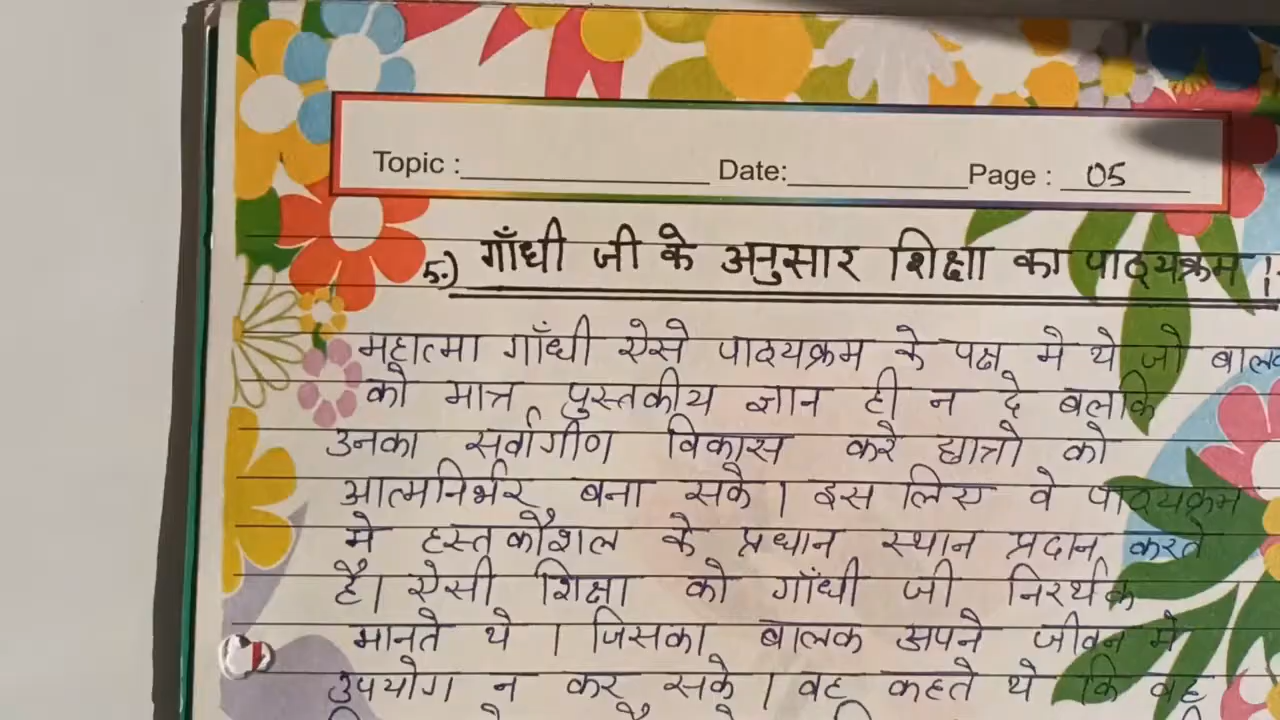 Topic : Date: Page : 05
5.) गाँधी जी के अनुसार शिक्षा का पाठ्यक्रम !
महात्मा गाँधी ऐसे पाठ्यक्रम के पक्ष मे थे जो बालक
को मात्र पुस्तकीय ज्ञान ही न दे बलकि
उनका सर्वागीण विकास करे छात्रो को
आत्मनिर्भर बना सके । इस लिए वे पाठ्यक्रम
मे हस्तकौशल के प्रधान स्थान प्रदान करते
है। ऐसी शिक्षा को गाँधी जी निरर्थक
मानते थे । जिसका बालक अपने जीवन मे
उपयोग न कर सके । वह कहते थे कि वह